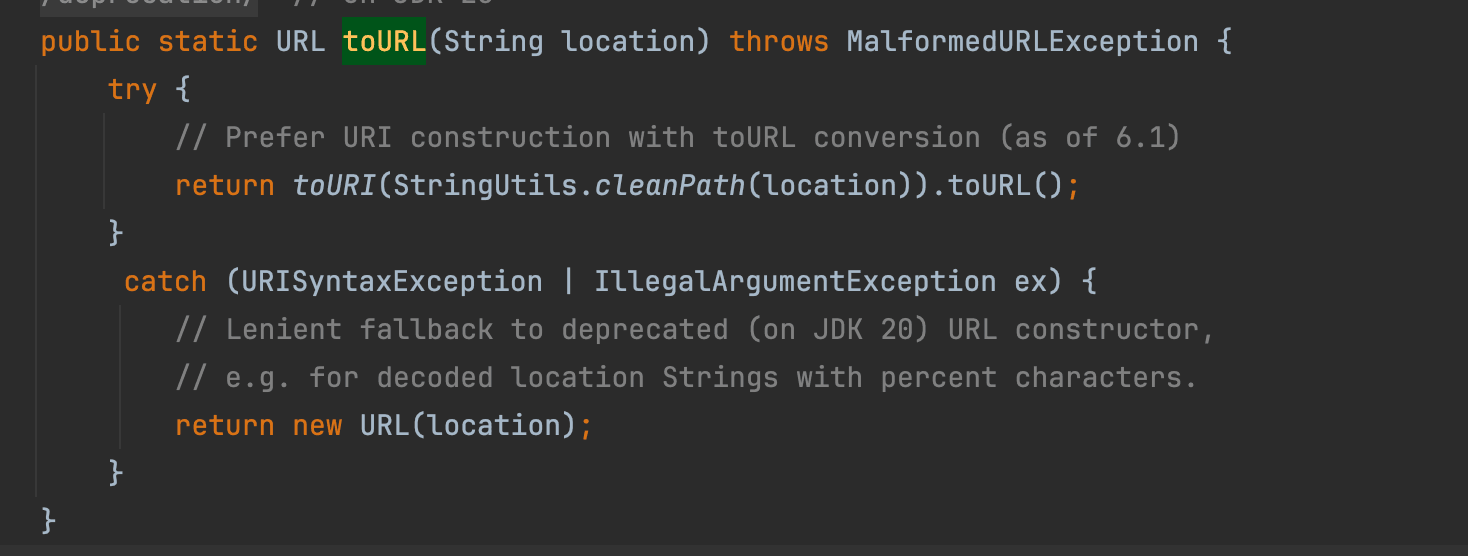 public static URL toURL(String location) throws MalformedURLException {
try {
// Prefer URI construction with toURL conversion (as of 6.1)
return toURI(StringUtils.cleanPath(location)).toURL();
}
catch (URISyntaxException | IllegalArgumentException ex) {
// Lenient fallback to deprecated (on JDK 20) URL constructor,
// e.g. for decoded location Strings with percent characters.
return new URL(location);
}
}